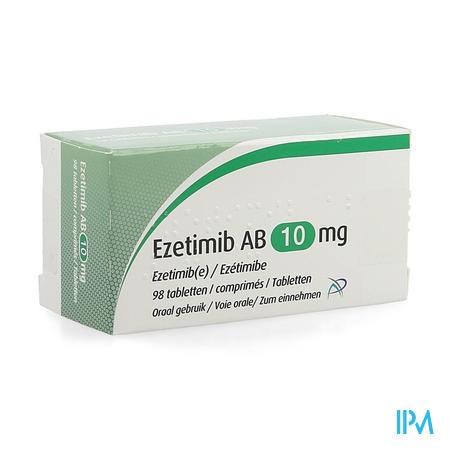 Ezetimib AB 10 mg
98 tabletten / comprimés / Tabletten
Ezetimib AB 10 mg
Ezetimib(e) / Ezétimibe
98 tabletten / comprimés / Tabletten
Oraal gebruik / Voie orale / Zum einnehmen
IPM